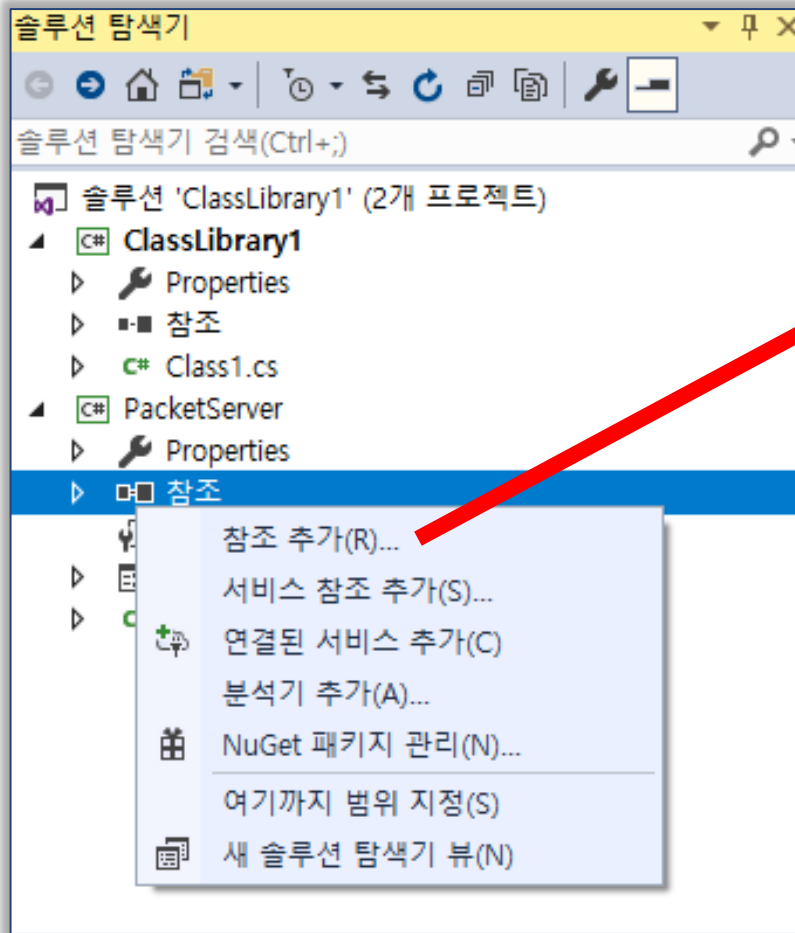 솔루션 탐색기
솔루션 탐색기 검색(Ctrl+;)
솔루션 'ClassLibrary1' (2개 프로젝트)
C# ClassLibrary1
Properties
참조
C# Class1.cs
C# PacketServer
Properties
참조
참조 추가(R)...
서비스 참조 추가(S)...
연결된 서비스 추가(C)
분석기 추가(A)...
NuGet 패키지 관리(N)...
여기까지 범위 지정(S)
새 솔루션 탐색기 뷰(N)